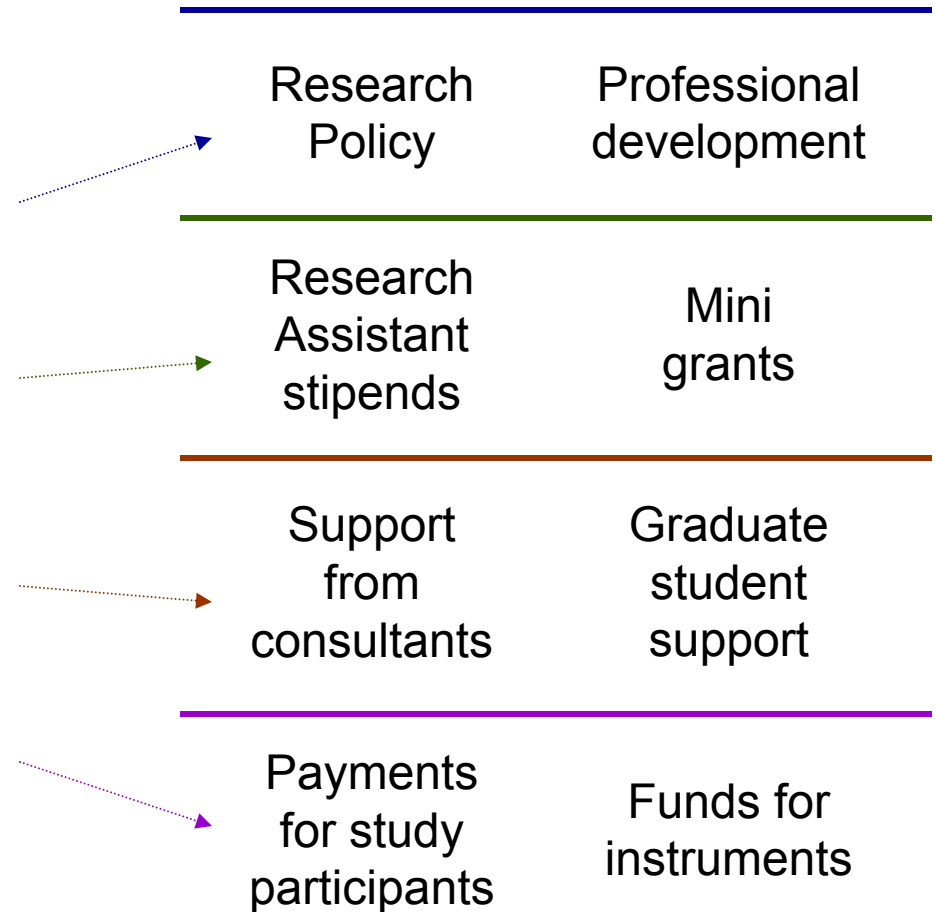 Research
Policy
Professional
development
Research
Assistant
stipends
Mini
grants
Support
from
consultants
Graduate
student
support
Payments
for study
participants
Funds for
instruments